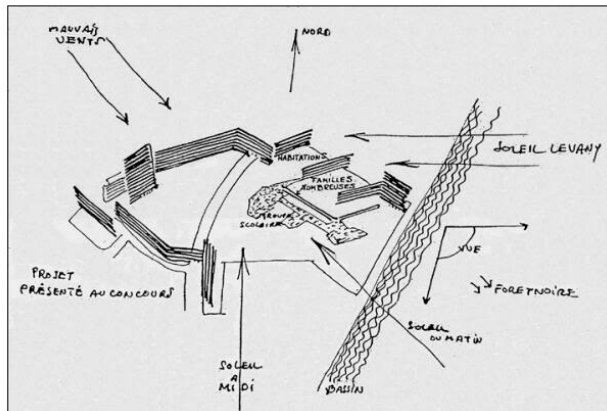 MAUVAIS
VENTS
NORD
SOLEIL LEVANT
HABITATIONS
FAMILLES
NOMBREUSES
GROUPE
SCOLAIRE
VUE
FORET NOIRE
PROJET
PRÉSENTÉ AU CONCOURS
SOLEIL
DU MATIN
SOLEIL
A
MIDI
BASSIN